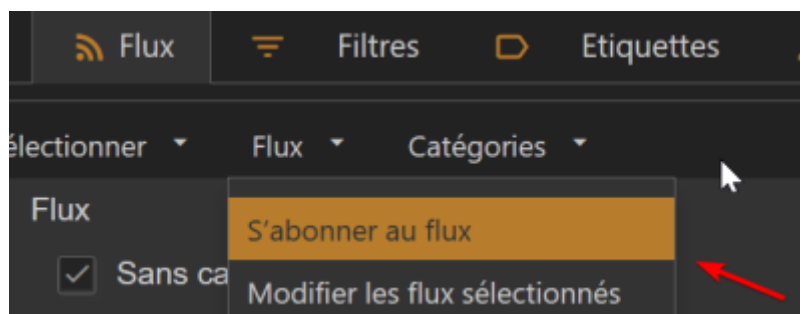 Flux Filtres Etiquettes
électionner Flux Catégories
Flux
S'abonner au flux
Sans ca
Modifier les flux sélectionnés